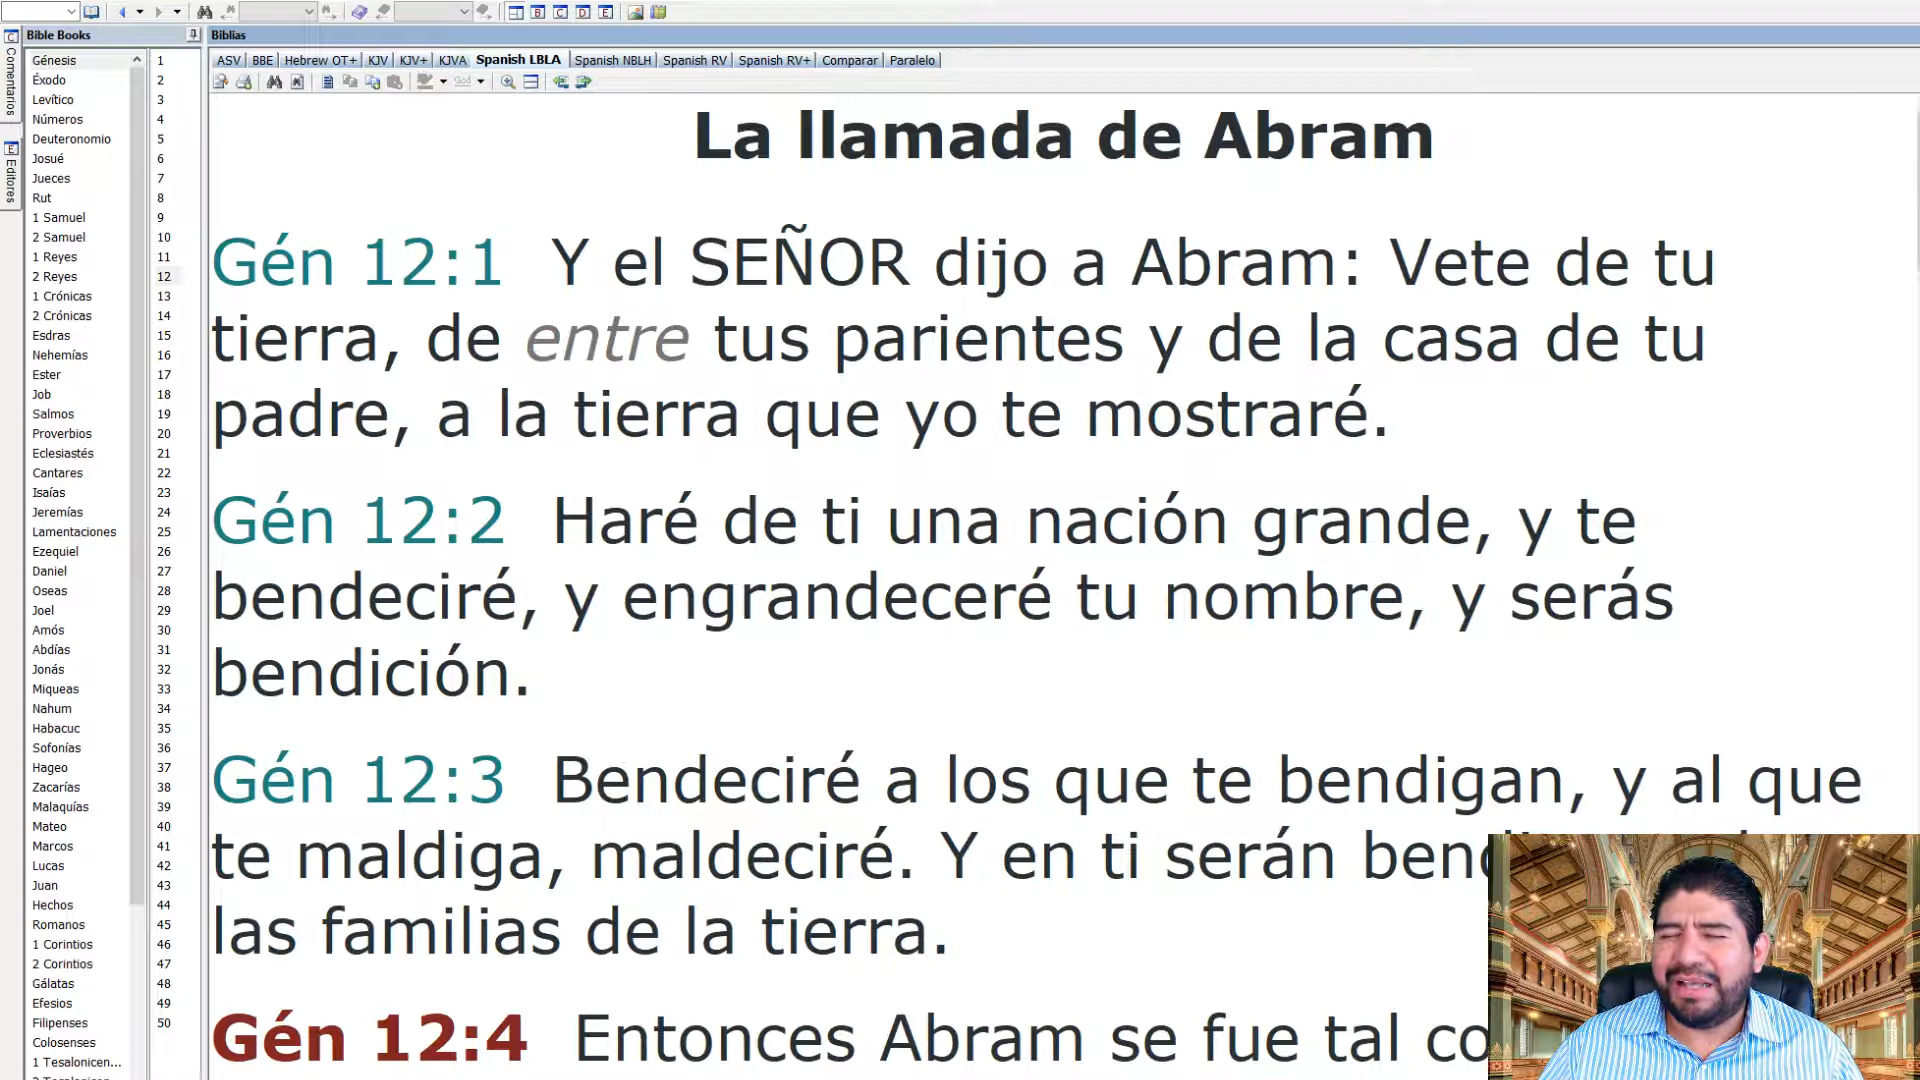 Bible Books
Biblias
Comentarios
Editores
ASV BBE Hebrew OT+ KJV KJV+ KJVA Spanish LBLA Spanish NBLH Spanish RV Spanish RV+ Comparar Paralelo
Génesis 1
Éxodo 2
Levítico 3
Números 4
Deuteronomio 5
Josué 6
Jueces 7
Rut 8
1 Samuel 9
2 Samuel 10
1 Reyes 11
2 Reyes 12
1 Crónicas 13
2 Crónicas 14
Esdras 15
Nehemías 16
Ester 17
Job 18
Salmos 19
Proverbios 20
Eclesiastés 21
Cantares 22
Isaías 23
Jeremías 24
Lamentaciones 25
Ezequiel 26
Daniel 27
Oseas 28
Joel 29
Amós 30
Abdías 31
Jonás 32
Miqueas 33
Nahum 34
Habacuc 35
Sofonías 36
Hageo 37
Zacarías 38
Malaquías 39
Mateo 40
Marcos 41
Lucas 42
Juan 43
Hechos 44
Romanos 45
1 Corintios 46
2 Corintios 47
Gálatas 48
Efesios 49
Filipenses 50
Colosenses
1 Tesalonicen...
La llamada de Abram
Gén 12:1 Y el SEÑOR dijo a Abram: Vete de tu
tierra, de entre tus parientes y de la casa de tu
padre, a la tierra que yo te mostraré.
Gén 12:2 Haré de ti una nación grande, y te
bendeciré, y engrandeceré tu nombre, y serás
bendición.
Gén 12:3 Bendeciré a los que te bendigan, y al que
te maldiga, maldeciré. Y en ti serán
las familias de la tierra.
Gén 12:4 Entonces Abram se fue tal